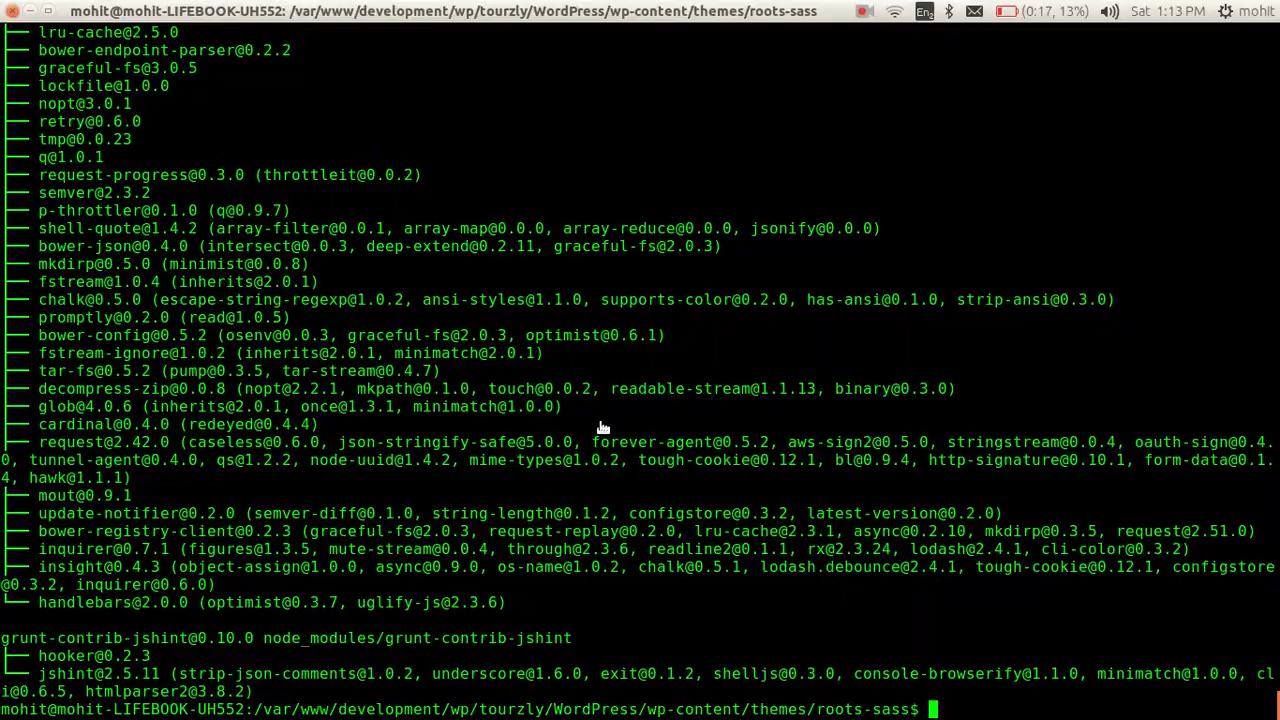 mohit@mohit-LIFEBOOK-UH552: /var/www/development/wp/tourzly/WordPress/wp-content/themes/roots-sass En2 (0:17, 13%) Sat 1:13 PM mohit
├── lru-cache@2.5.0
├── bower-endpoint-parser@0.2.2
├── graceful-fs@3.0.5
├── lockfile@1.0.0
├── nopt@3.0.1
├── retry@0.6.0
├── tmp@0.0.23
├── q@1.0.1
├── request-progress@0.3.0 (throttleit@0.0.2)
├── semver@2.3.2
├── p-throttler@0.1.0 (q@0.9.7)
├── shell-quote@1.4.2 (array-filter@0.0.1, array-map@0.0.0, array-reduce@0.0.0, jsonify@0.0.0)
├── bower-json@0.4.0 (intersect@0.0.3, deep-extend@0.2.11, graceful-fs@2.0.3)
├── mkdirp@0.5.0 (minimist@0.0.8)
├── fstream@1.0.4 (inherits@2.0.1)
├── chalk@0.5.0 (escape-string-regexp@1.0.2, ansi-styles@1.1.0, supports-color@0.2.0, has-ansi@0.1.0, strip-ansi@0.3.0)
├── promptly@0.2.0 (read@1.0.5)
├── bower-config@0.5.2 (osenv@0.0.3, graceful-fs@2.0.3, optimist@0.6.1)
├── fstream-ignore@1.0.2 (inherits@2.0.1, minimatch@2.0.1)
├── tar-fs@0.5.2 (pump@0.3.5, tar-stream@0.4.7)
├── decompress-zip@0.0.8 (nopt@2.2.1, mkpath@0.1.0, touch@0.0.2, readable-stream@1.1.13, binary@0.3.0)
├── glob@4.0.6 (inherits@2.0.1, once@1.3.1, minimatch@1.0.0)
├── cardinal@0.4.0 (redeyed@0.4.4)
├── request@2.42.0 (caseless@0.6.0, json-stringify-safe@5.0.0, forever-agent@0.5.2, aws-sign2@0.5.0, stringstream@0.0.4, oauth-sign@0.4.
0, tunnel-agent@0.4.0, qs@1.2.2, node-uuid@1.4.2, mime-types@1.0.2, tough-cookie@0.12.1, bl@0.9.4, http-signature@0.10.1, form-data@0.1.
4, hawk@1.1.1)
├── mout@0.9.1
├── update-notifier@0.2.0 (semver-diff@0.1.0, string-length@0.1.2, configstore@0.3.2, latest-version@0.2.0)
├── bower-registry-client@0.2.3 (graceful-fs@2.0.3, request-replay@0.2.0, lru-cache@2.3.1, async@0.2.10, mkdirp@0.3.5, request@2.51.0)
├── inquirer@0.7.1 (figures@1.3.5, mute-stream@0.0.4, through@2.3.6, readline2@0.1.1, rx@2.3.24, lodash@2.4.1, cli-color@0.3.2)
├── insight@0.4.3 (object-assign@1.0.0, async@0.9.0, os-name@1.0.2, chalk@0.5.1, lodash.debounce@2.4.1, tough-cookie@0.12.1, configstore
@0.3.2, inquirer@0.6.0)
└── handlebars@2.0.0 (optimist@0.3.7, uglify-js@2.3.6)
grunt-contrib-jshint@0.10.0 node_modules/grunt-contrib-jshint
├── hooker@0.2.3
└── jshint@2.5.11 (strip-json-comments@1.0.2, underscore@1.6.0, exit@0.1.2, shelljs@0.3.0, console-browserify@1.1.0, minimatch@1.0.0, cl
i@0.6.5, htmlparser2@3.8.2)
mohit@mohit-LIFEBOOK-UH552:/var/www/development/wp/tourzly/WordPress/wp-content/themes/roots-sass$